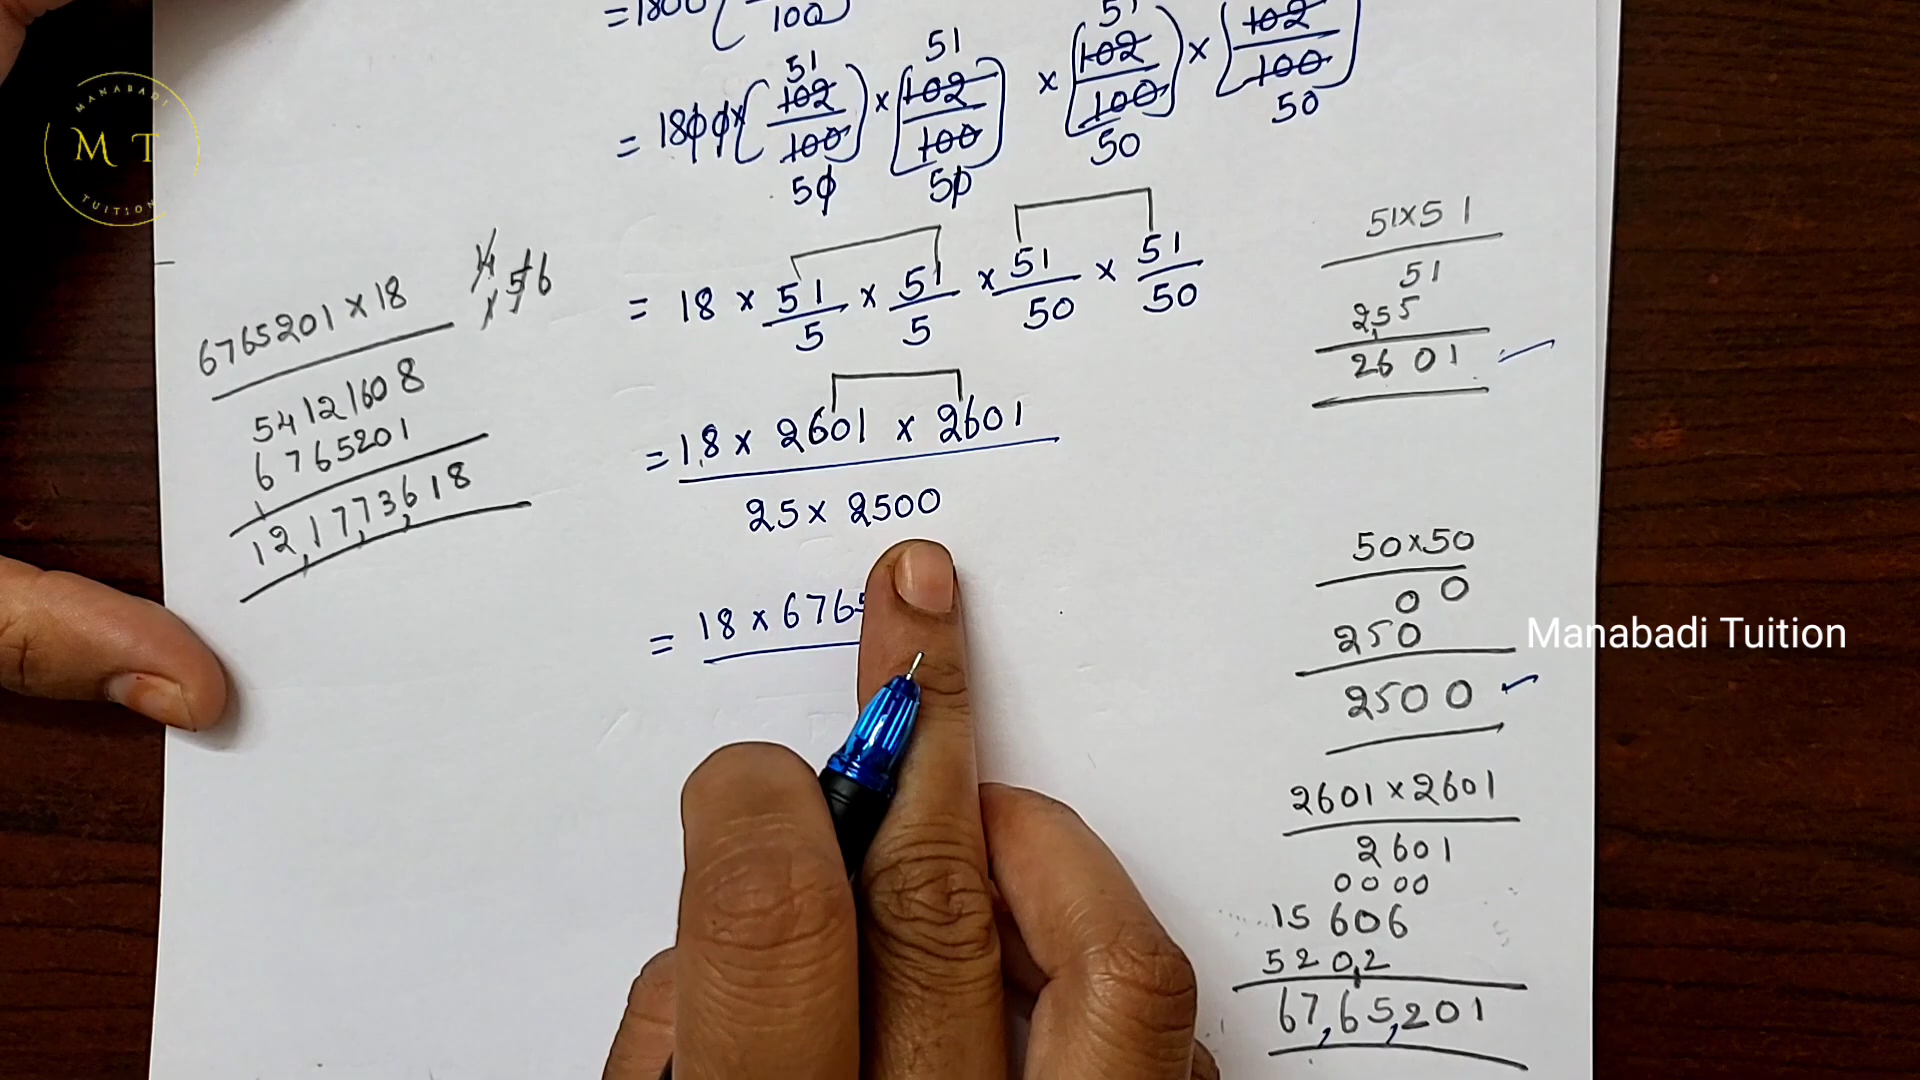 =1800
100
= 1800 × (102/100) × (102/100) × (102/100) × (102/100)
51 51 51
50 50 50 50
= 18 × 51/5 × 51/5 × 51/50 × 51/50
= 18 × 2601 × 2601
25 × 2500
= 18 × 676
MANABADI
M T
TUITION
6765201 × 18
54121608
6765201
1
12,17,73,618
51×51
51
255
2601
50×50
00
250
2500
Manabadi Tuition
2601×2601
2601
0000
15606
5202
67,65,201